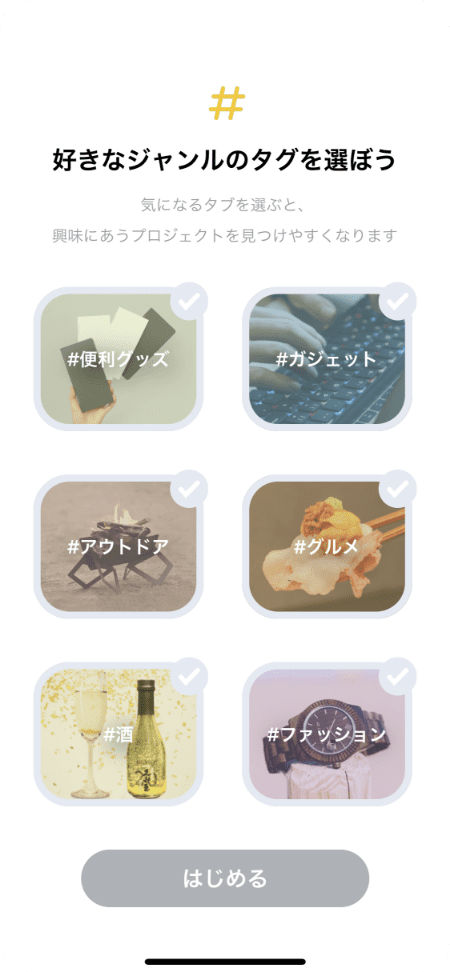 #
好きなジャンルのタグを選ぼう
気になるタブを選ぶと、
興味にあうプロジェクトを見つけやすくなります
#便利グッズ
#ガジェット
#アウトドア
#グルメ
#酒
#ファッション
はじめる